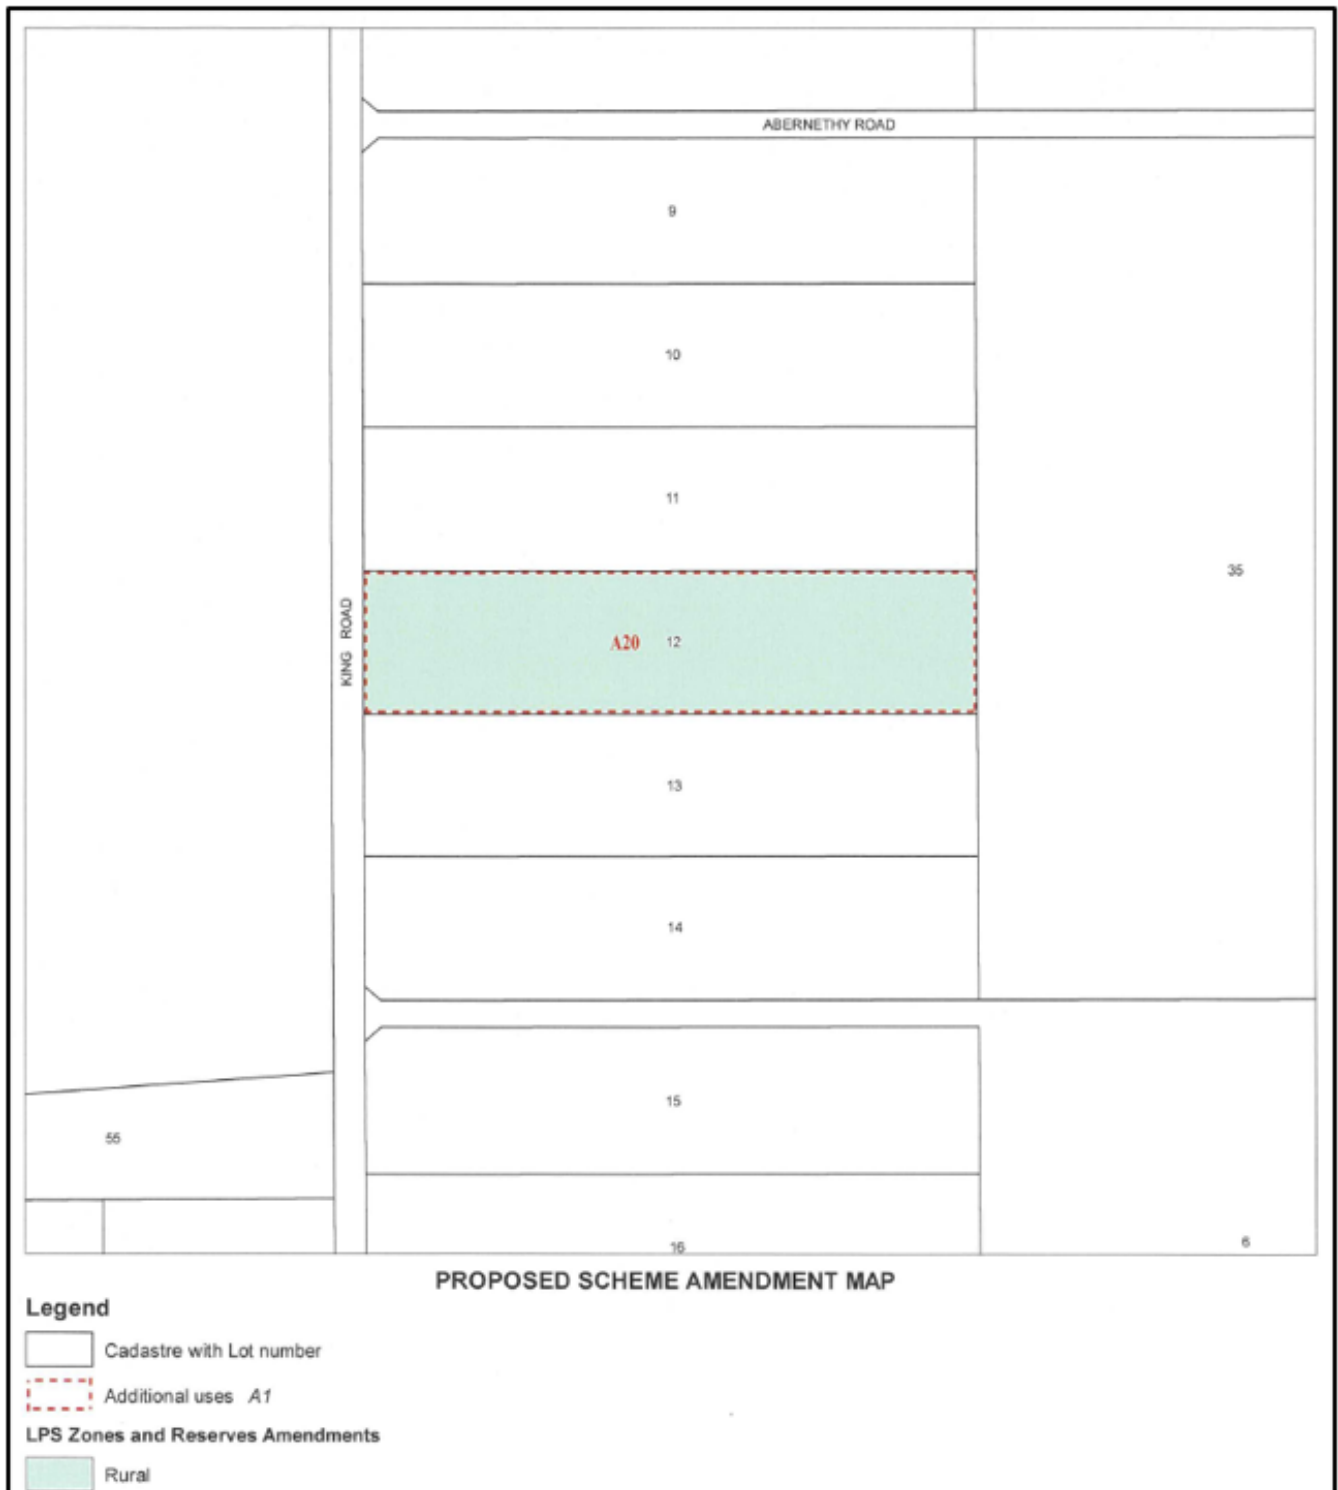 ABERNETHY ROAD
9
10
11
35
KING ROAD
A20 12
13
14
15
55
16
6
PROPOSED SCHEME AMENDMENT MAP
Legend
Cadastre with Lot number
Additional uses A1
LPS Zones and Reserves Amendments
Rural